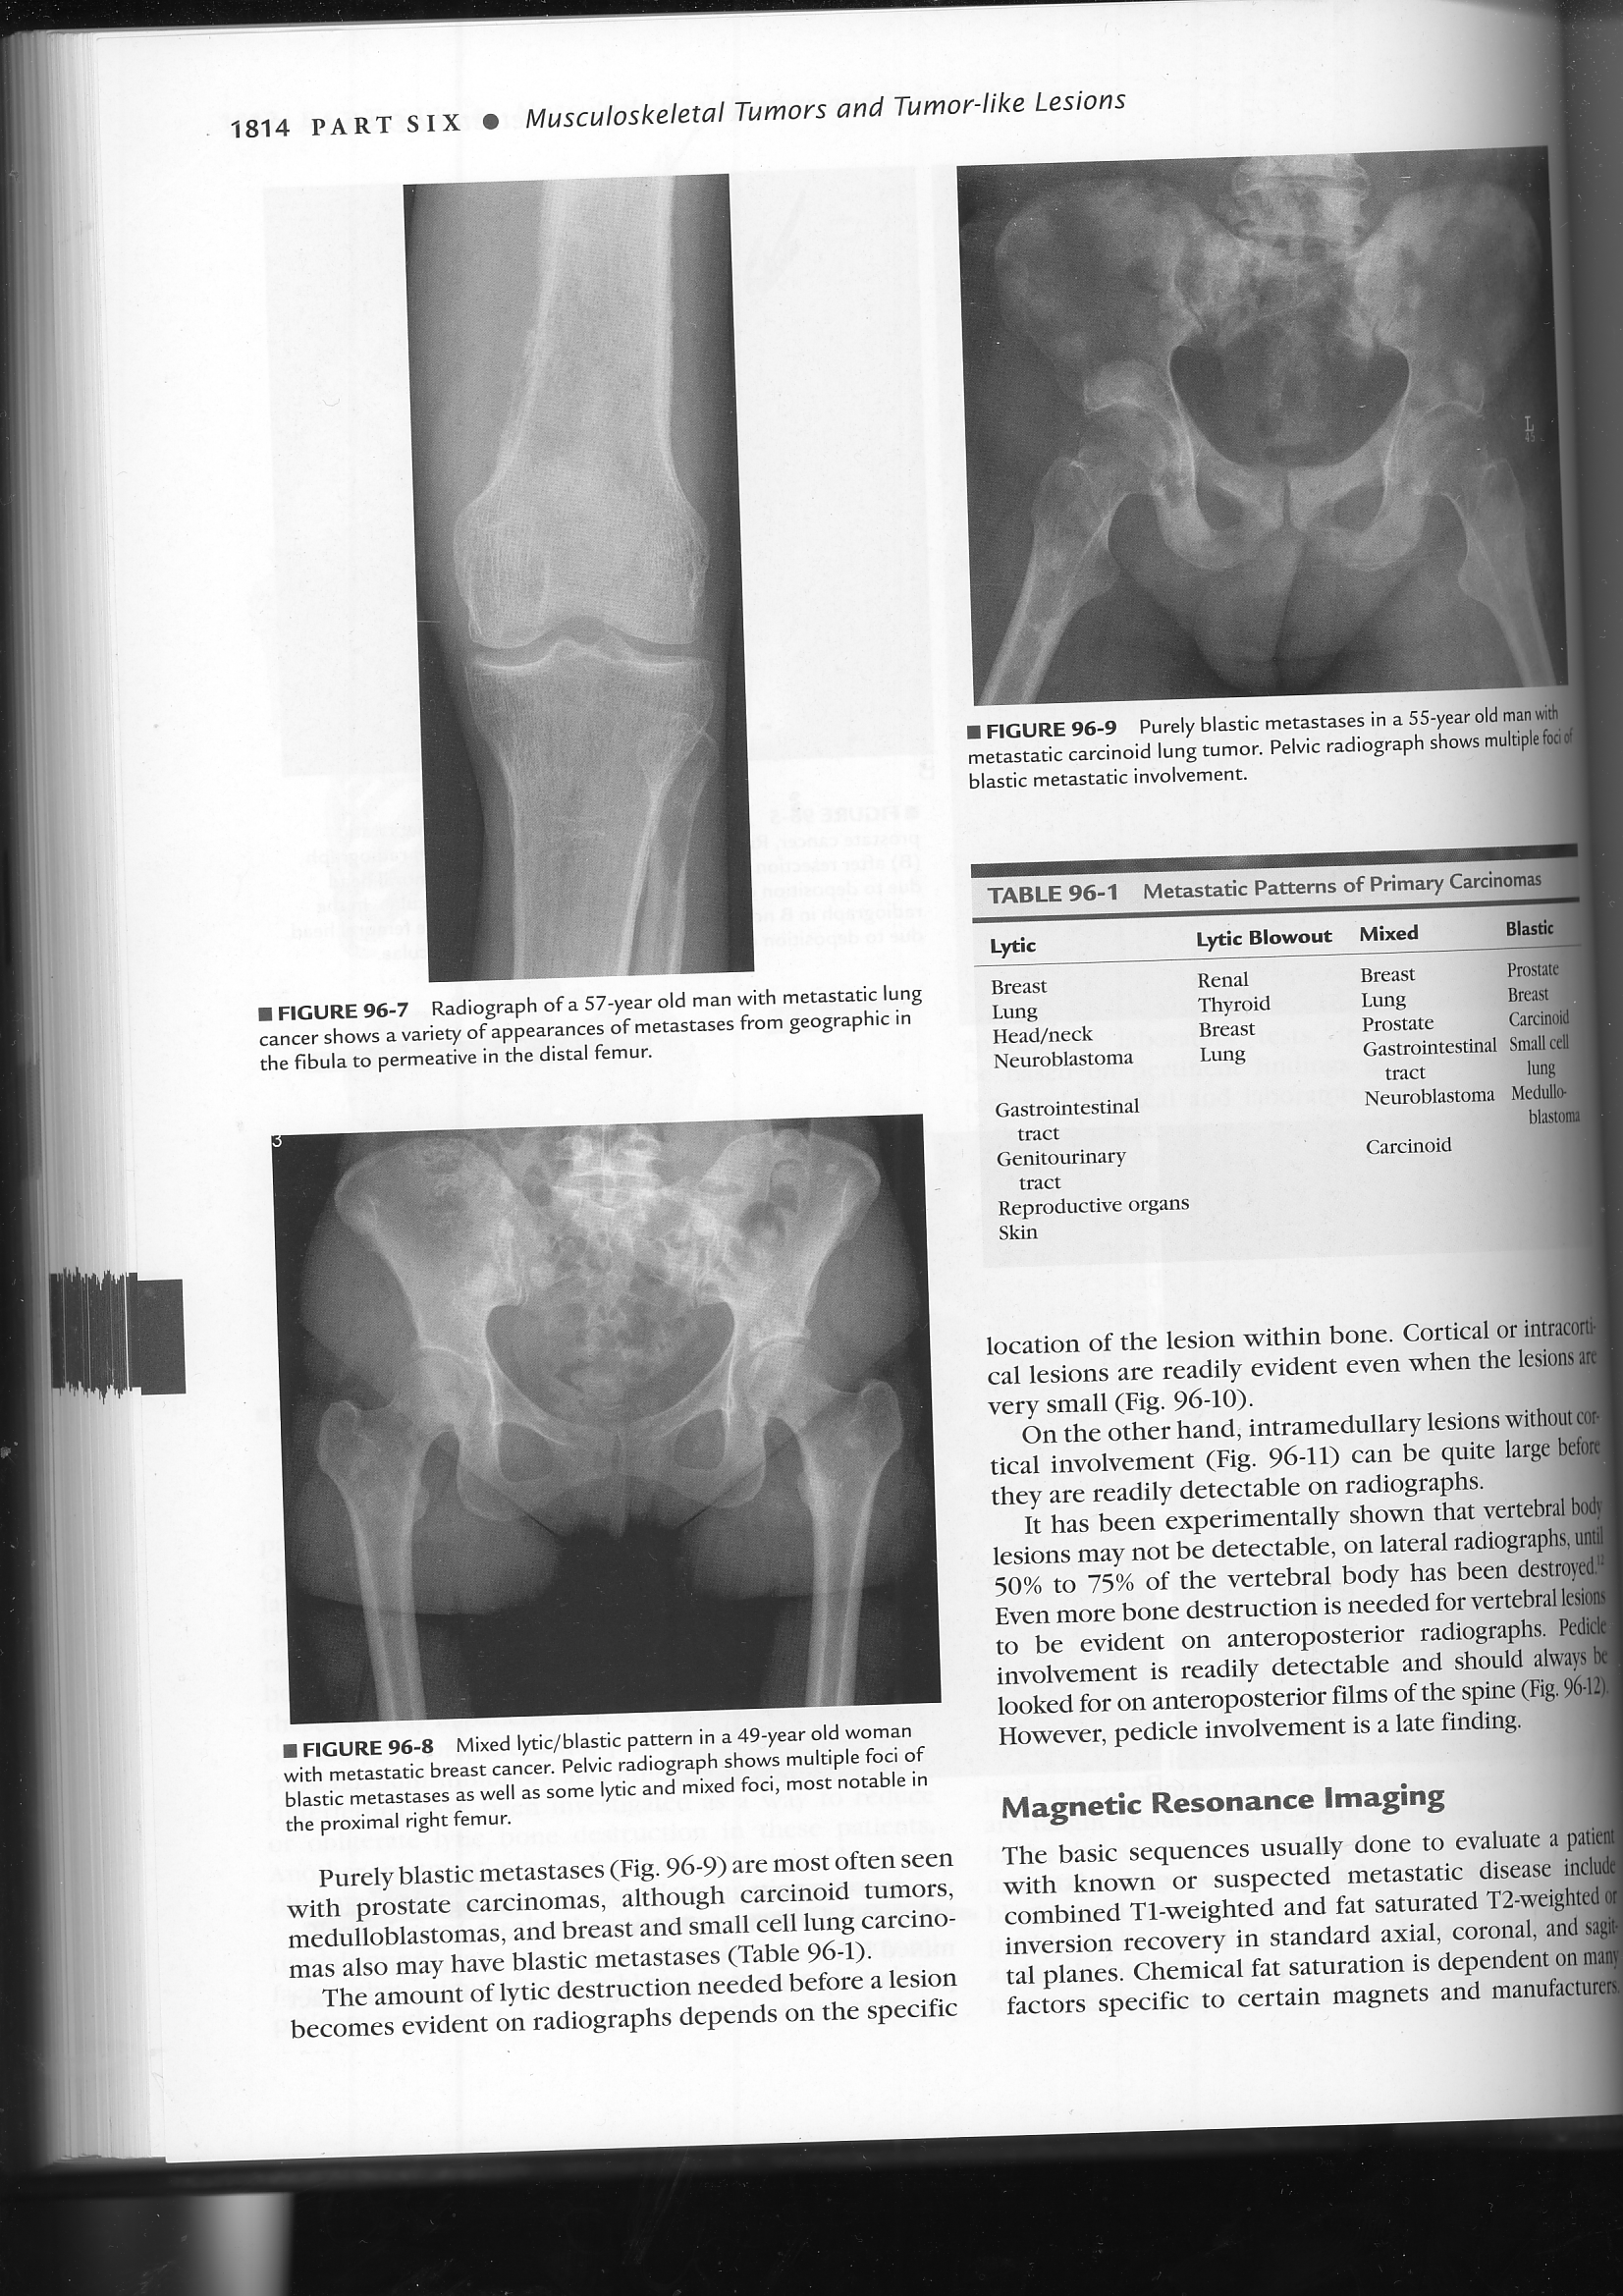 1814 PART SIX ● Musculoskeletal Tumors and Tumor-like Lesions
■ FIGURE 96-7 Radiograph of a 57-year old man with metastatic lung
cancer shows a variety of appearances of metastases from geographic in
the fibula to permeative in the distal femur.
3
■ FIGURE 96-8 Mixed lytic/blastic pattern in a 49-year old woman
with metastatic breast cancer. Pelvic radiograph shows multiple foci of
blastic metastases as well as some lytic and mixed foci, most notable in
the proximal right femur.
Purely blastic metastases (Fig. 96-9) are most often seen
with prostate carcinomas, although carcinoid tumors,
medulloblastomas, and breast and small cell lung carcino-
mas also may have blastic metastases (Table 96-1).
The amount of lytic destruction needed before a lesion
becomes evident on radiographs depends on the specific
L
■ FIGURE 96-9 Purely blastic metastases in a 55-year old man with
metastatic carcinoid lung tumor. Pelvic radiograph shows multiple foci of
blastic metastatic involvement.
TABLE 96-1 Metastatic Patterns of Primary Carcinomas
Lytic Lytic Blowout Mixed Blastic
Breast Renal Breast Prostate
Lung Thyroid Lung Breast
Head/neck Breast Prostate Carcinoid
Neuroblastoma Lung Gastrointestinal Small cell
tract lung
Gastrointestinal Neuroblastoma Medullo-
tract blastoma
Genitourinary Carcinoid
tract
Reproductive organs
Skin
location of the lesion within bone. Cortical or intracorti-
cal lesions are readily evident even when the lesions are
very small (Fig. 96-10).
On the other hand, intramedullary lesions without cor-
tical involvement (Fig. 96-11) can be quite large before
they are readily detectable on radiographs.
It has been experimentally shown that vertebral body
lesions may not be detectable, on lateral radiographs, until
50% to 75% of the vertebral body has been destroyed.12
Even more bone destruction is needed for vertebral lesions
to be evident on anteroposterior radiographs. Pedicle
involvement is readily detectable and should always be
looked for on anteroposterior films of the spine (Fig. 96-12).
However, pedicle involvement is a late finding.
Magnetic Resonance Imaging
The basic sequences usually done to evaluate a patient
with known or suspected metastatic disease include
combined T1-weighted and fat saturated T2-weighted or
inversion recovery in standard axial, coronal, and sagit-
tal planes. Chemical fat saturation is dependent on many
factors specific to certain magnets and manufacturers.